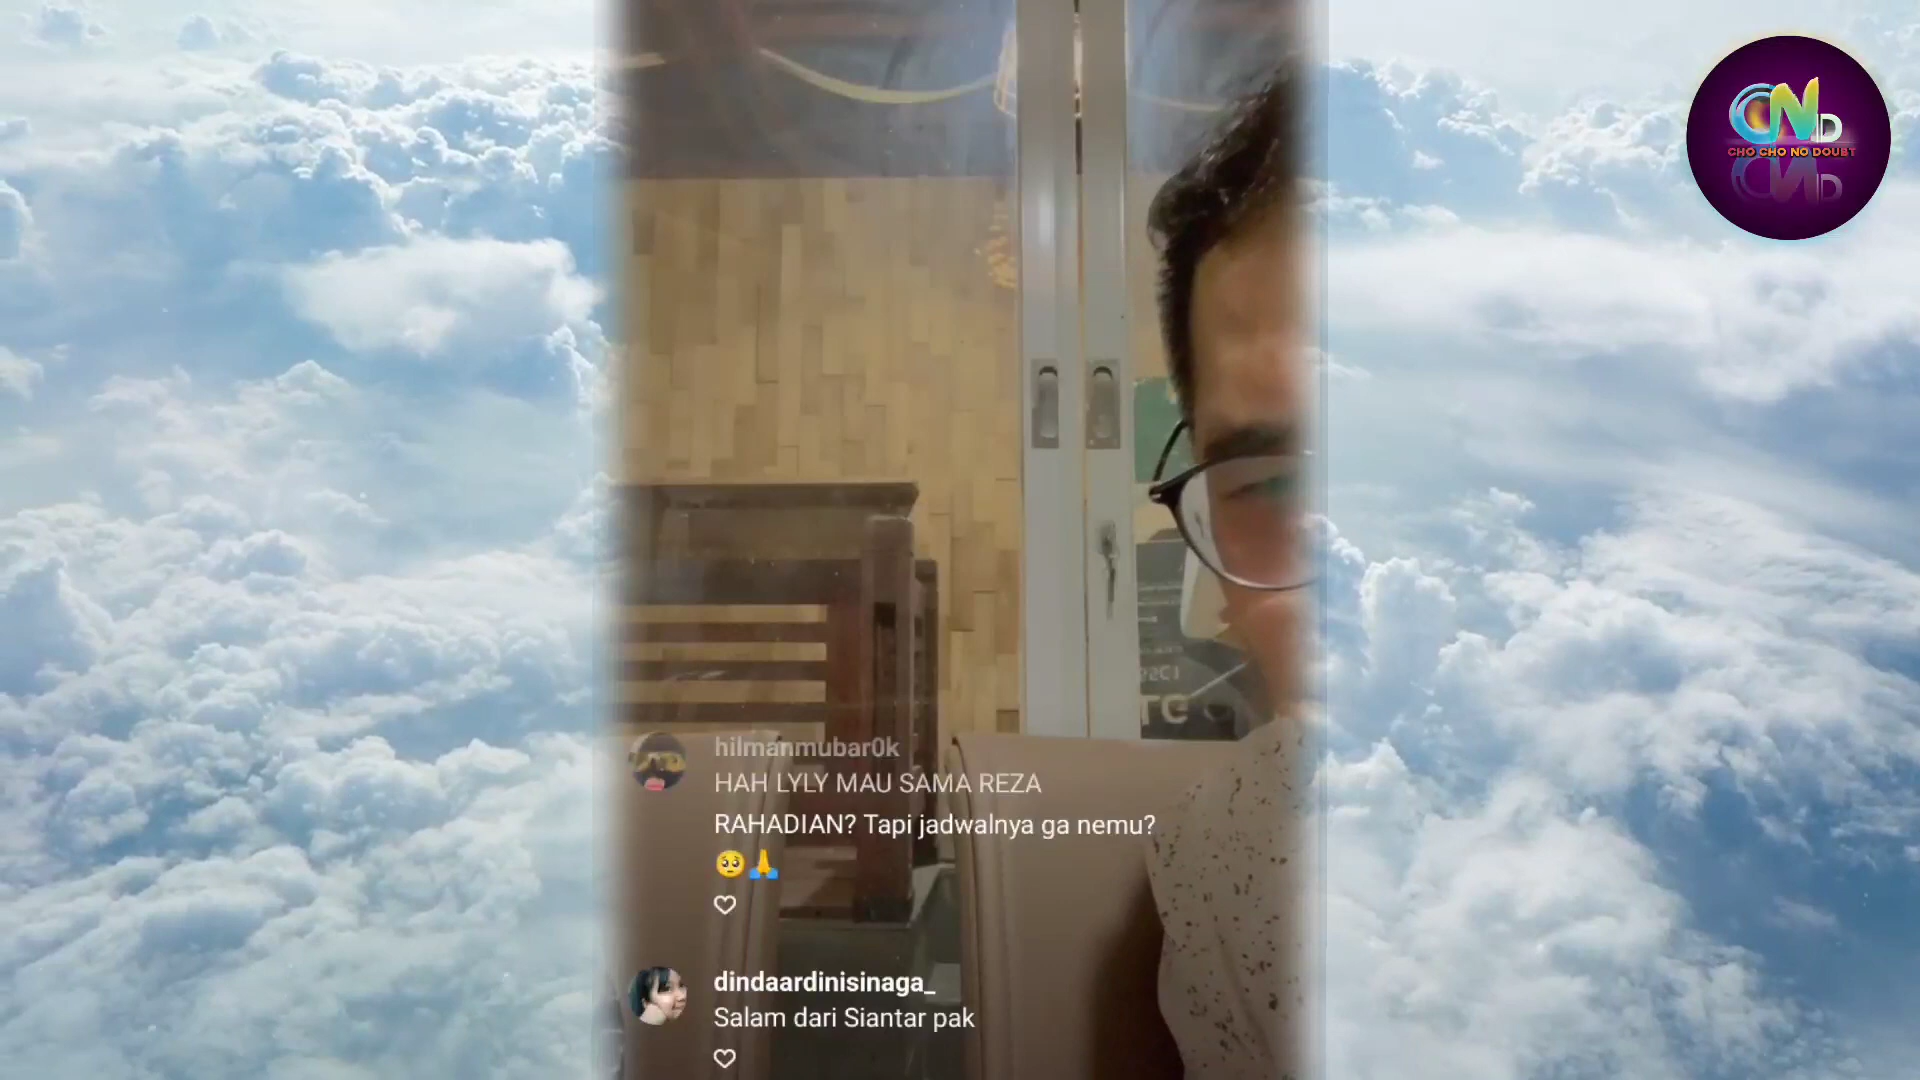 CND
CHO CHO NO DOUBT
hilmanmubar0k
HAH LYLY MAU SAMA REZA
RAHADIAN? Tapi jadwalnya ga nemu?
🥺🙏
dindaardinisinaga_
Salam dari Siantar pak